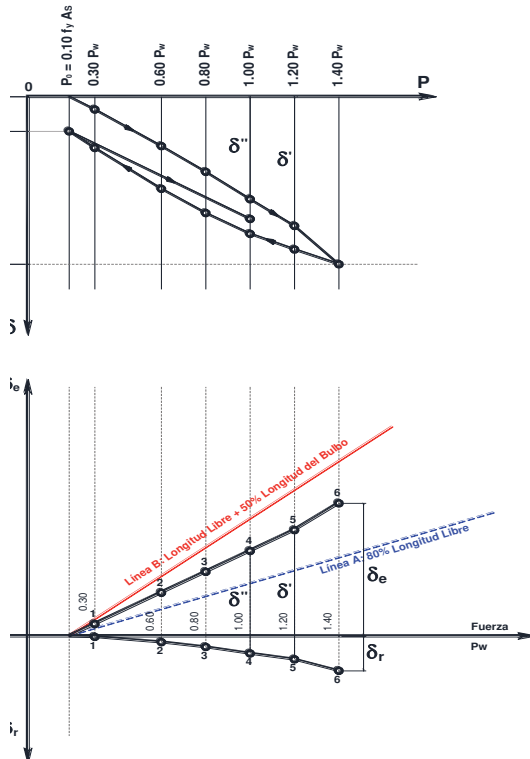 P₀ = 0.10 fy As
0.30 Pw
0.60 Pw
0.80 Pw
1.00 Pw
1.20 Pw
1.40 Pw
0
P
δ''
δ'
δ
δe
Línea B: Longitud Libre + 50% Longitud del Bulbo
Línea A: 80% Longitud Libre
6
5
4
3
2
1
δ''
δ'
δe
0.30
0.60
0.80
1.00
1.20
1.40
Fuerza
Pw
1
2
3
4
5
6
δr
δr